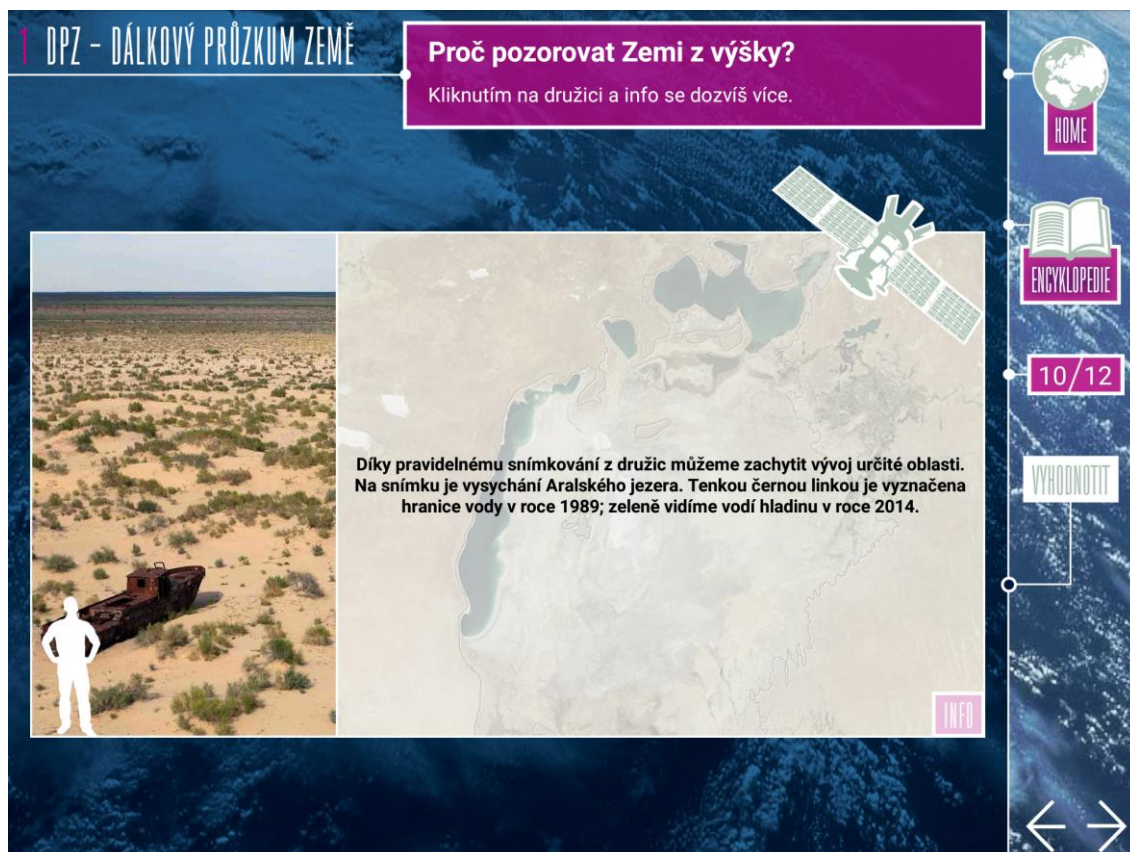 1 DPZ – DÁLKOVÝ PRŮZKUM ZEMĚ
Proč pozorovat Zemi z výšky?
Kliknutím na družici a info se dozvíš více.
HOME
ENCYKLOPEDIE
10/12
VYHODNOTIT
Díky pravidelnému snímkování z družic můžeme zachytit vývoj určité oblasti.
Na snímku je vysychání Aralského jezera. Tenkou černou linkou je vyznačena
hranice vody v roce 1989; zeleně vidíme vodí hladinu v roce 2014.
INFO